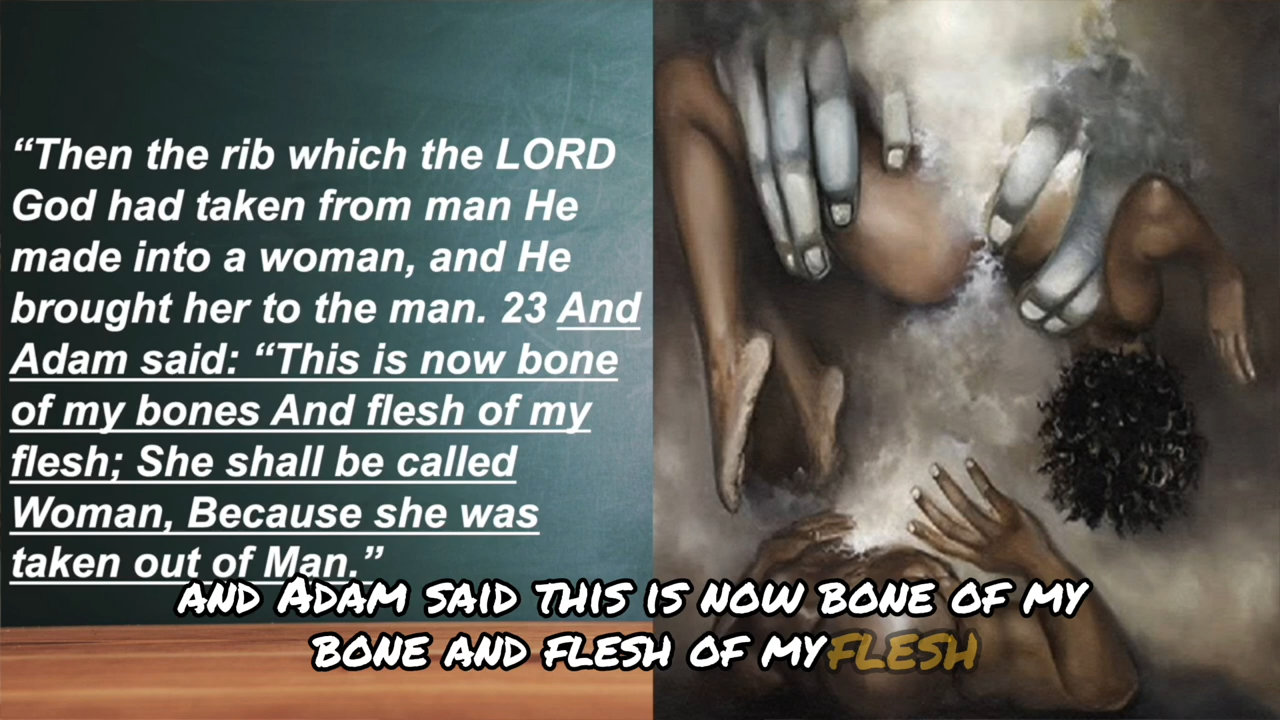 “Then the rib which the LORD
God had taken from man He
made into a woman, and He
brought her to the man. 23 And
Adam said: “This is now bone
of my bones And flesh of my
flesh; She shall be called
Woman, Because she was
taken out of Man.”
AND ADAM SAID THIS IS NOW BONE OF MY
BONE AND FLESH OF MY FLESH